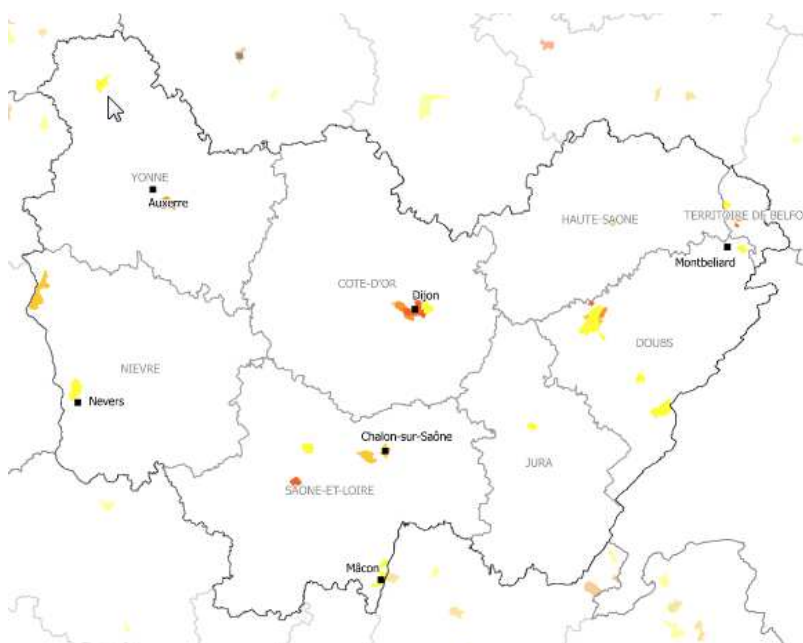 YONNE
Auxerre
HAUTE-SAONE
TERRITOIRE DE BELFO
Montbeliard
COTE-D'OR
Dijon
DOUBS
NIEVRE
Nevers
Chalon-sur-Saône
JURA
SAONE-ET-LOIRE
Mâcon